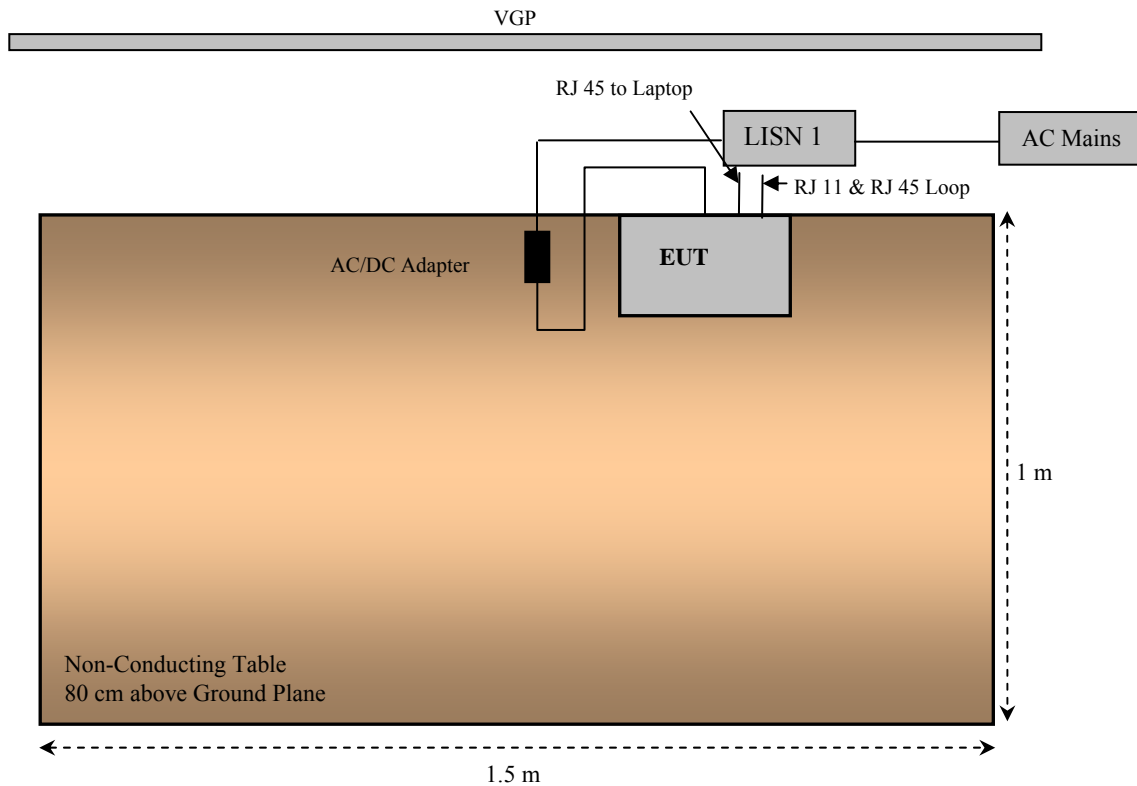 VGP
RJ 45 to Laptop
LISN 1
AC Mains
RJ 11 & RJ 45 Loop
EUT
AC/DC Adapter
1 m
Non-Conducting Table
80 cm above Ground Plane
1.5 m